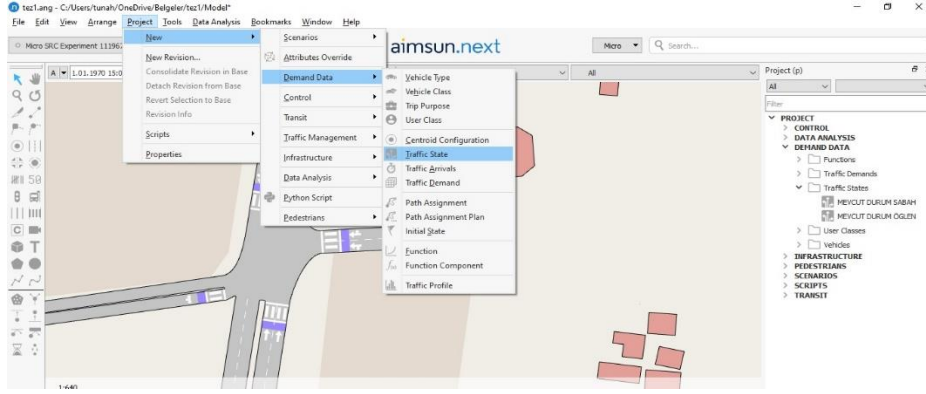 tez1.ang - C:/Users/tunah/OneDrive/Belgeler/tez1/Model*
File Edit View Arrange Project Tools Data Analysis Bookmarks Window Help
Micro SRC Experiment 11196
aimsun.next
Micro
Search...
New
New Revision...
Consolidate Revision in Base
Detach Revision from Base
Revert Selection to Base
Revision Info
Scripts
Properties
Scenarios
Attributes Override
Demand Data
Control
Transit
Traffic Management
Infrastructure
Data Analysis
Python Script
Pedestrians
Vehicle Type
Vehicle Class
Trip Purpose
User Class
Centroid Configuration
Traffic State
Traffic Arrivals
Traffic Demand
Path Assignment
Path Assignment Plan
Initial State
Function
Function Component
Traffic Profile
A 1.01.1970 15:0
All
Project (p)
All
Filter
PROJECT
CONTROL
DATA ANALYSIS
DEMAND DATA
Functions
Traffic Demands
Traffic States
MEVCUT DURUM SABAH
MEVCUT DURUM ÖGLEN
User Classes
Vehicles
INFRASTRUCTURE
PEDESTRIANS
SCENARIOS
SCRIPTS
TRANSIT
1:640